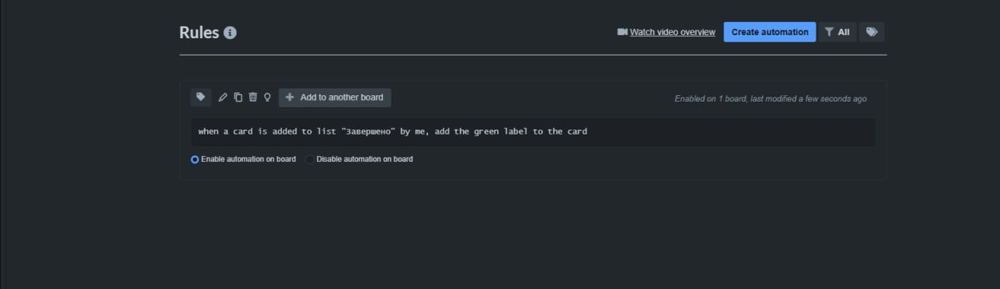 Rules
Watch video overview
Create automation
All
Add to another board
Enabled on 1 board, last modified a few seconds ago
when a card is added to list "Завершено" by me, add the green label to the card
Enable automation on board
Disable automation on board